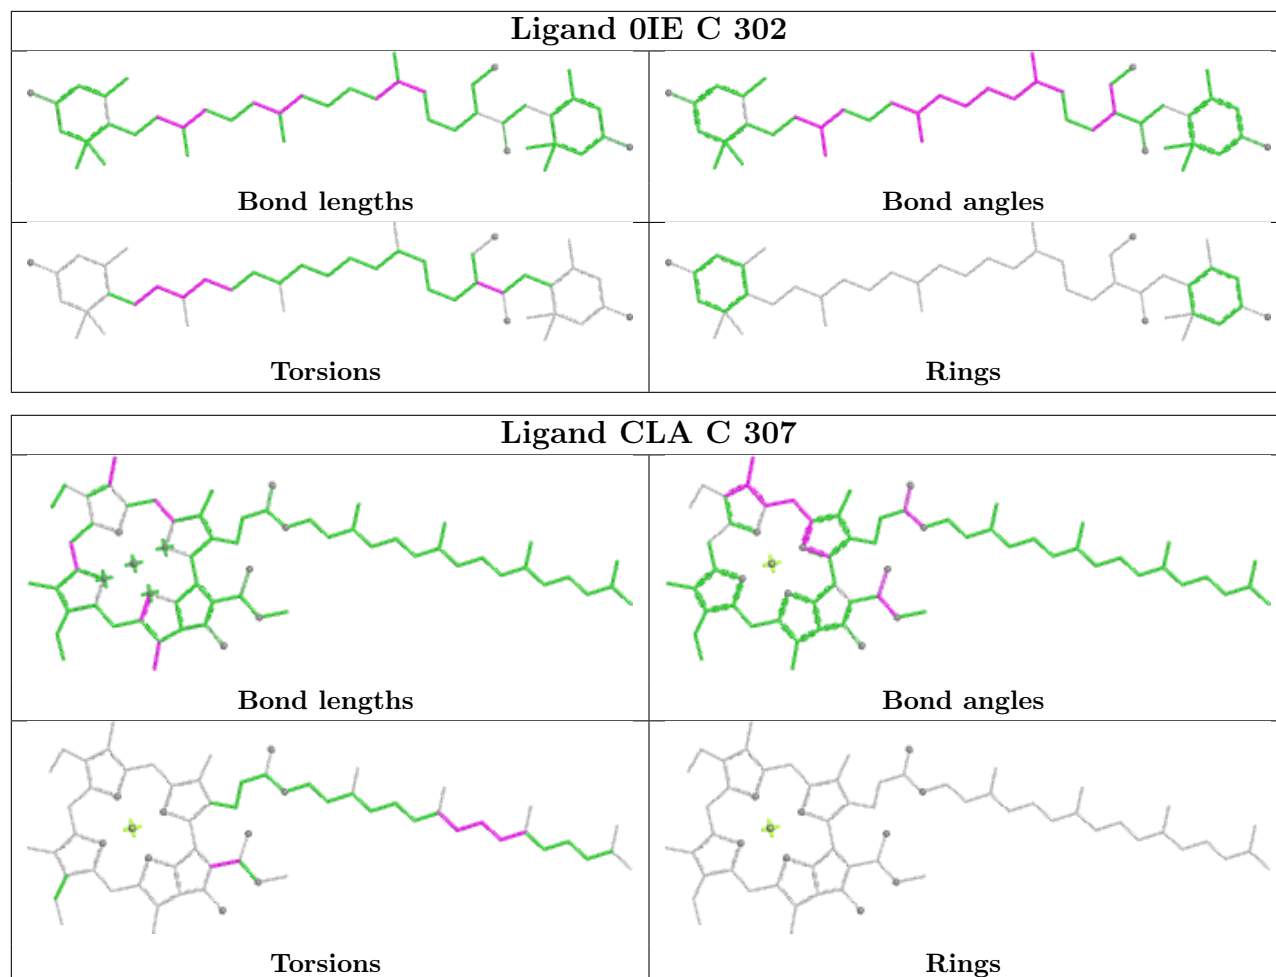 Ligand 0IE C 302
Bond lengths
Bond angles
Torsions
Rings
Ligand CLA C 307
Bond lengths
Bond angles
Torsions
Rings